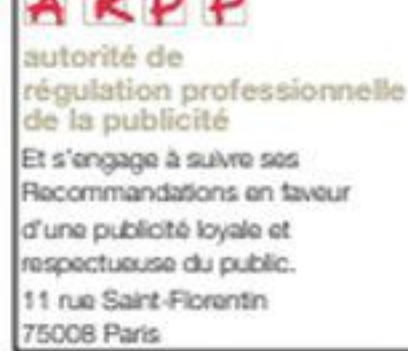 ARPP
autorité de
régulation professionnelle
de la publicité
Et s'engage à suivre ses
Recommandations en faveur
d'une publicité loyale et
respectueuse du public.
11 rue Saint-Florentin
75008 Paris